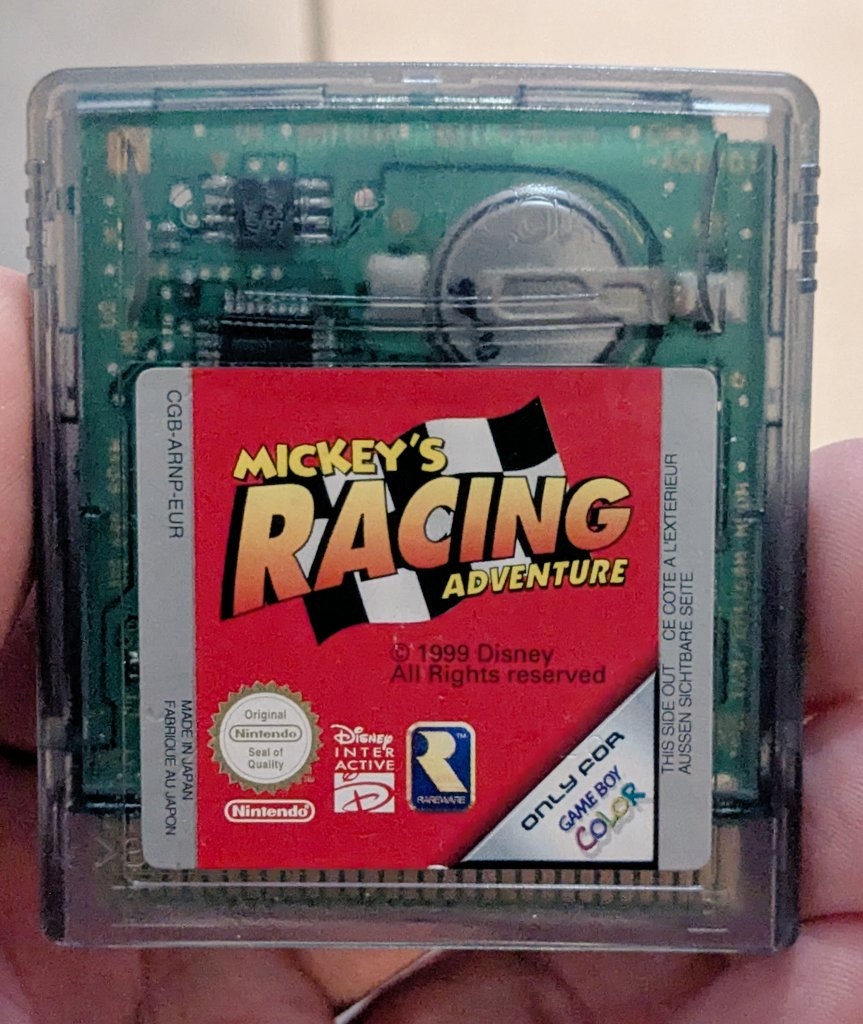 CGB-ARNP-EUR
MICKEY'S
RACING
ADVENTURE
© 1999 Disney
All Rights reserved
Original
Nintendo
Seal of
Quality
Nintendo
DISNEY
INTER
ACTIVE
D
R
TM
RAREWARE
ONLY FOR
GAME BOY
COLOR
MADE IN JAPAN
FABRIQUE AU JAPON
THIS SIDE OUT CE COTE A L'EXTERIEUR
AUSSEN SICHTBARE SEITE